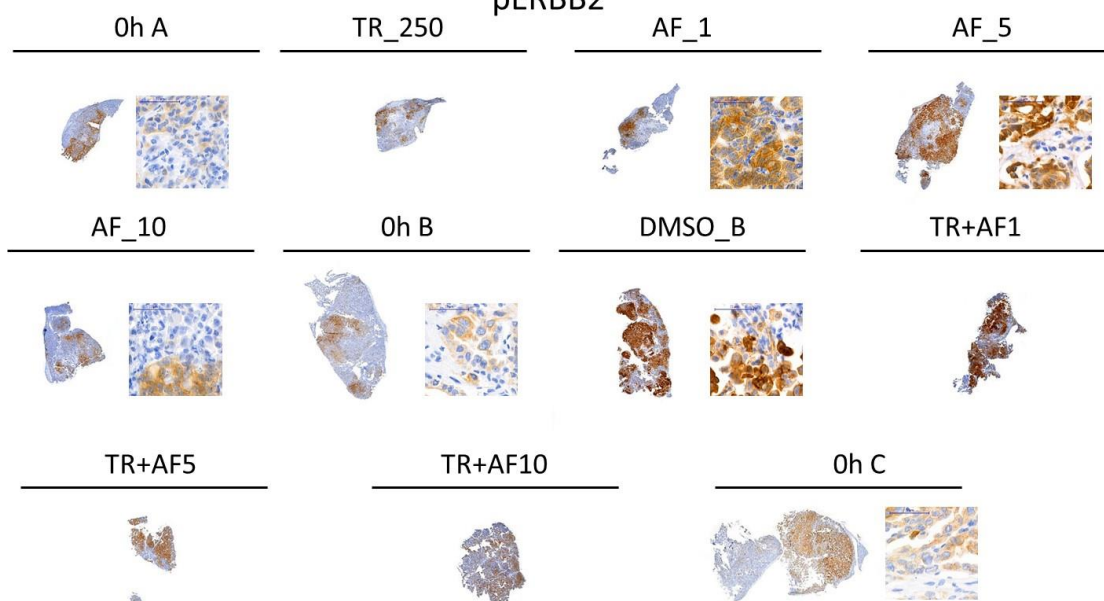 pERBB2
0h A
TR_250
AF_1
AF_5
AF_10
0h B
DMSO_B
TR+AF1
TR+AF5
TR+AF10
0h C